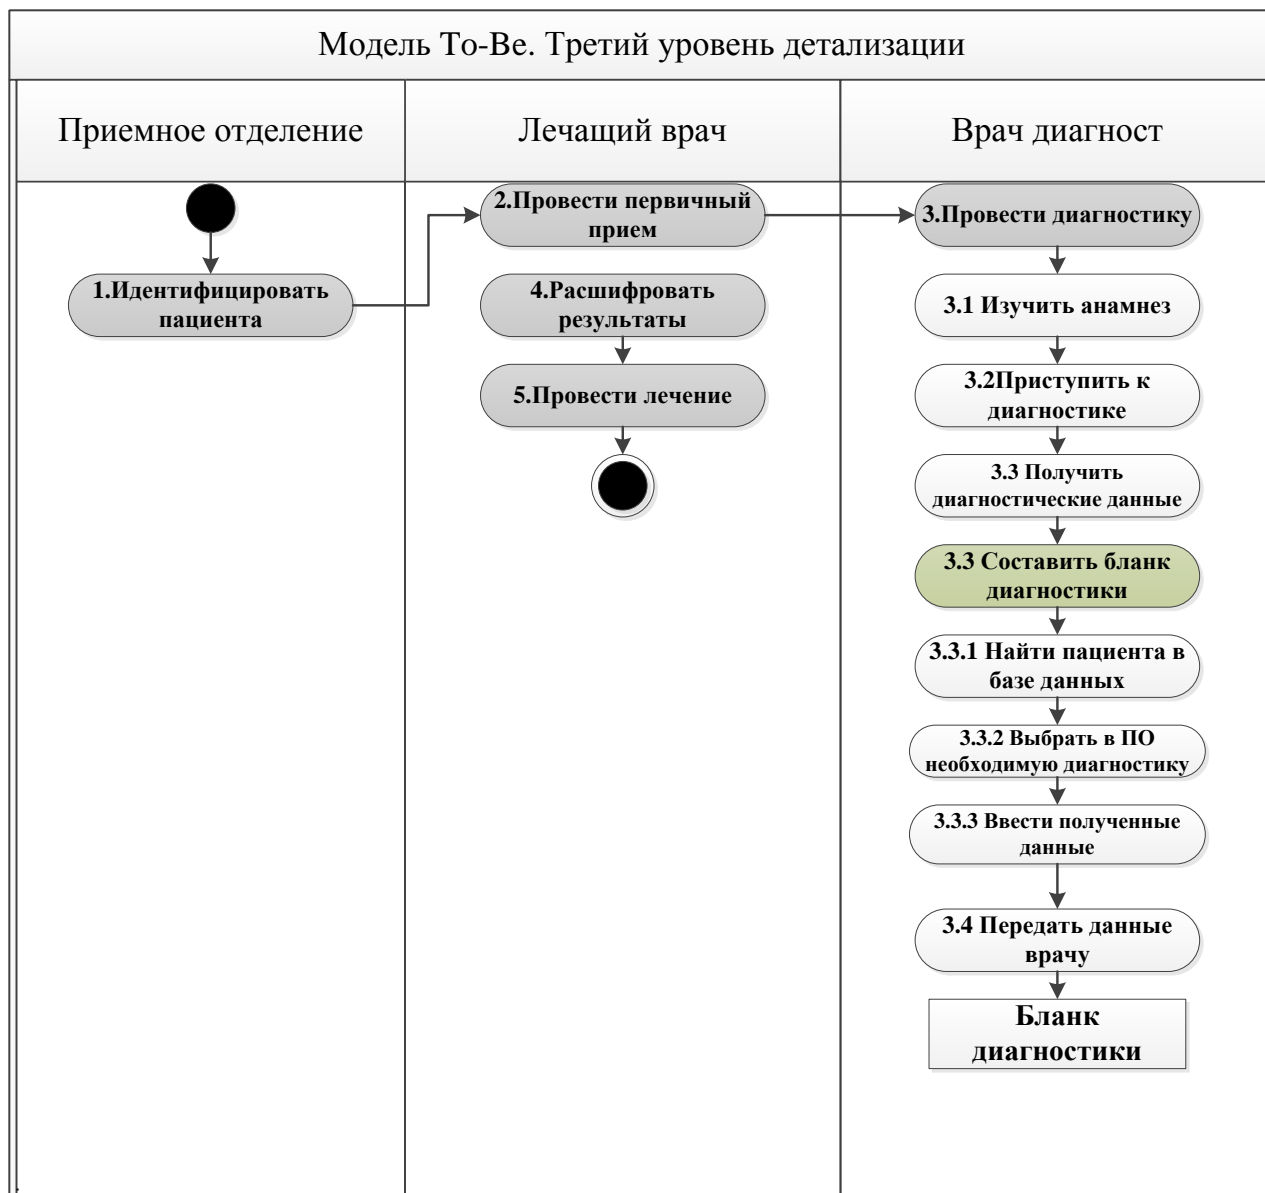 Модель To-Be. Третий уровень детализации
Приемное отделение
Лечащий врач
Врач диагност
1.Идентифицировать
пациента
2.Провести первичный
прием
4.Расшифровать
результаты
5.Провести лечение
3.Провести диагностику
3.1 Изучить анамнез
3.2Приступить к
диагностике
3.3 Получить
диагностические данные
3.3 Составить бланк
диагностики
3.3.1 Найти пациента в
базе данных
3.3.2 Выбрать в ПО
необходимую диагностику
3.3.3 Ввести полученные
данные
3.4 Передать данные
врачу
Бланк
диагностики